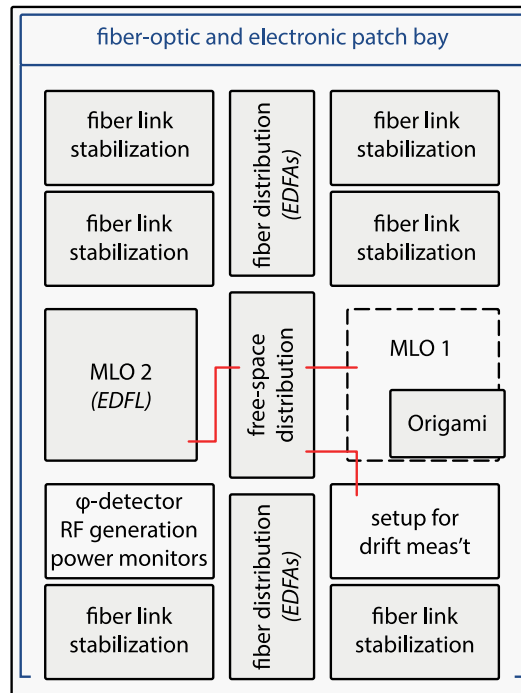 fiber-optic and electronic patch bay
fiber link
stabilization
fiber distribution
(EDFAs)
fiber link
stabilization
fiber link
stabilization
fiber link
stabilization
MLO 2
(EDFL)
free-space
distribution
MLO 1
Origami
φ-detector
RF generation
power monitors
fiber distribution
(EDFAs)
setup for
drift meas't
fiber link
stabilization
fiber link
stabilization